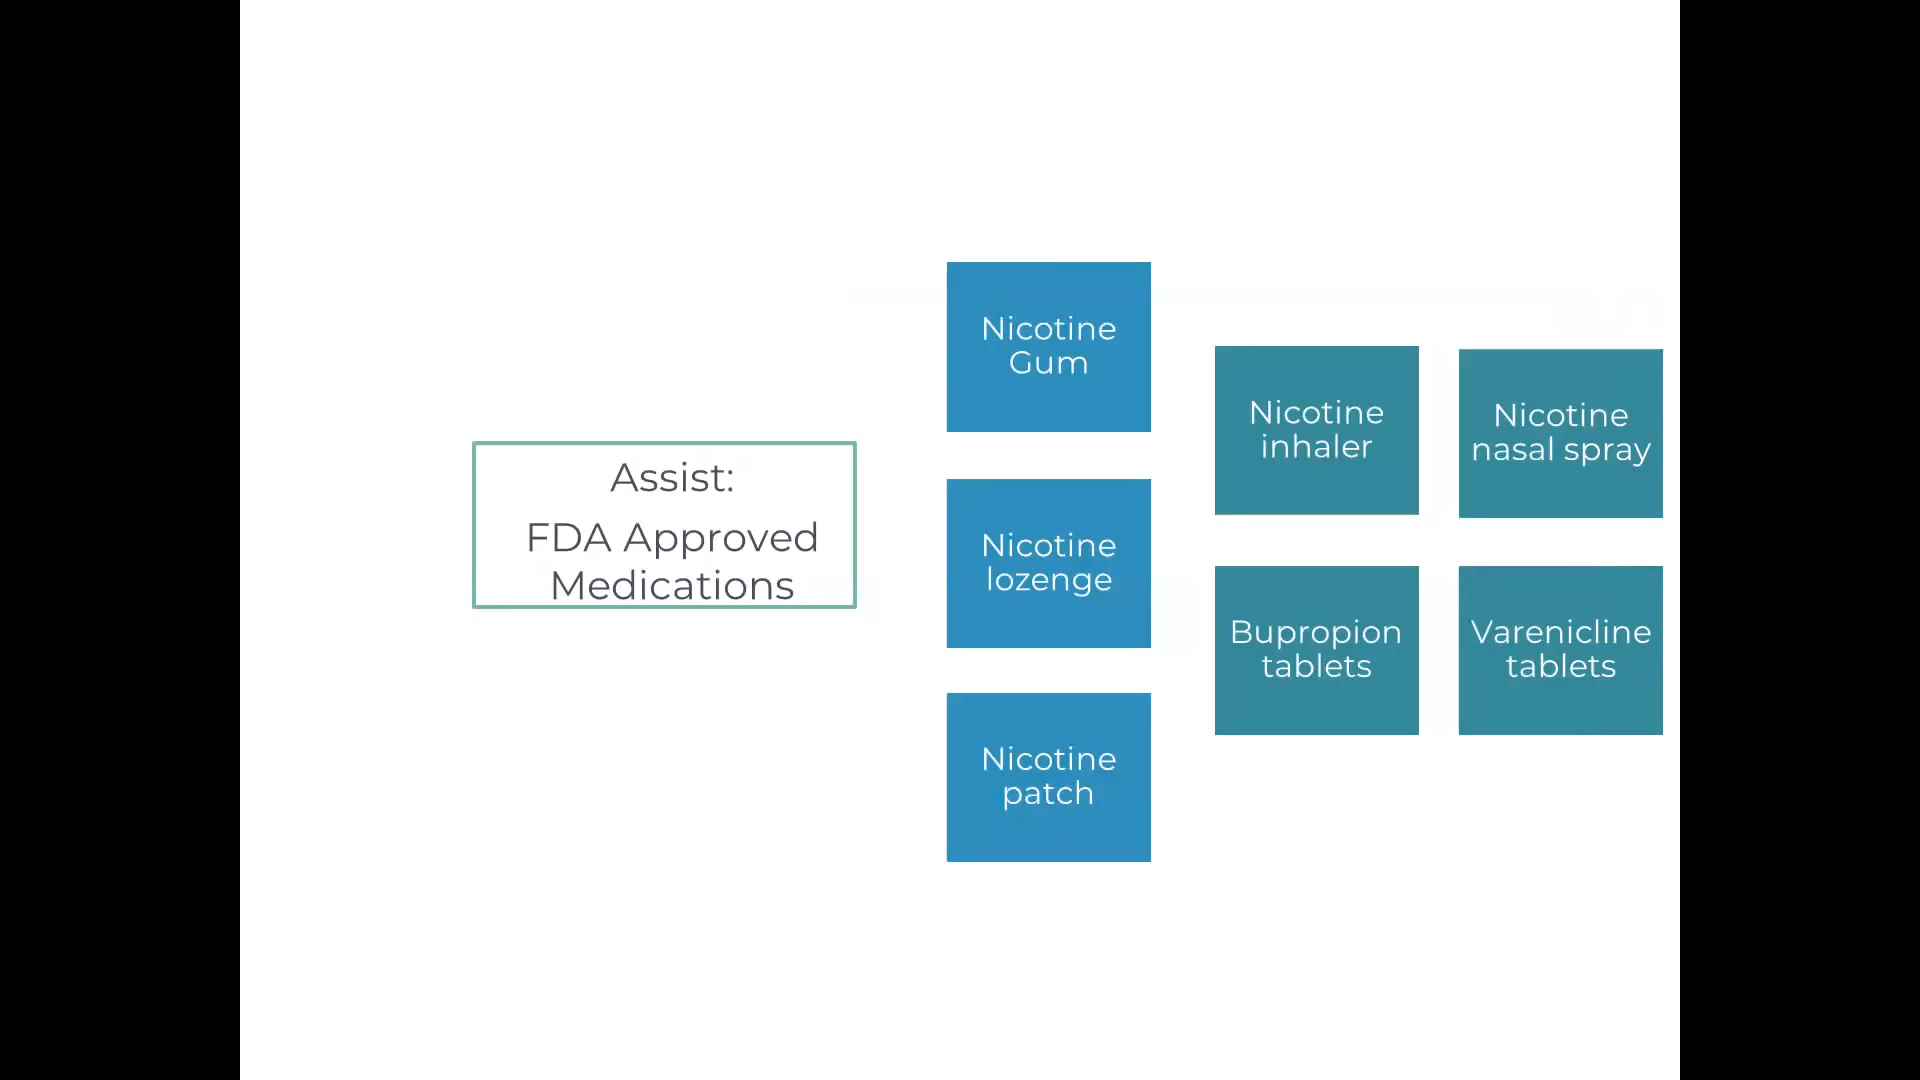 Assist:
FDA Approved
Medications
Nicotine
Gum
Nicotine
lozenge
Nicotine
patch
Nicotine
inhaler
Nicotine
nasal spray
Bupropion
tablets
Varenicline
tablets